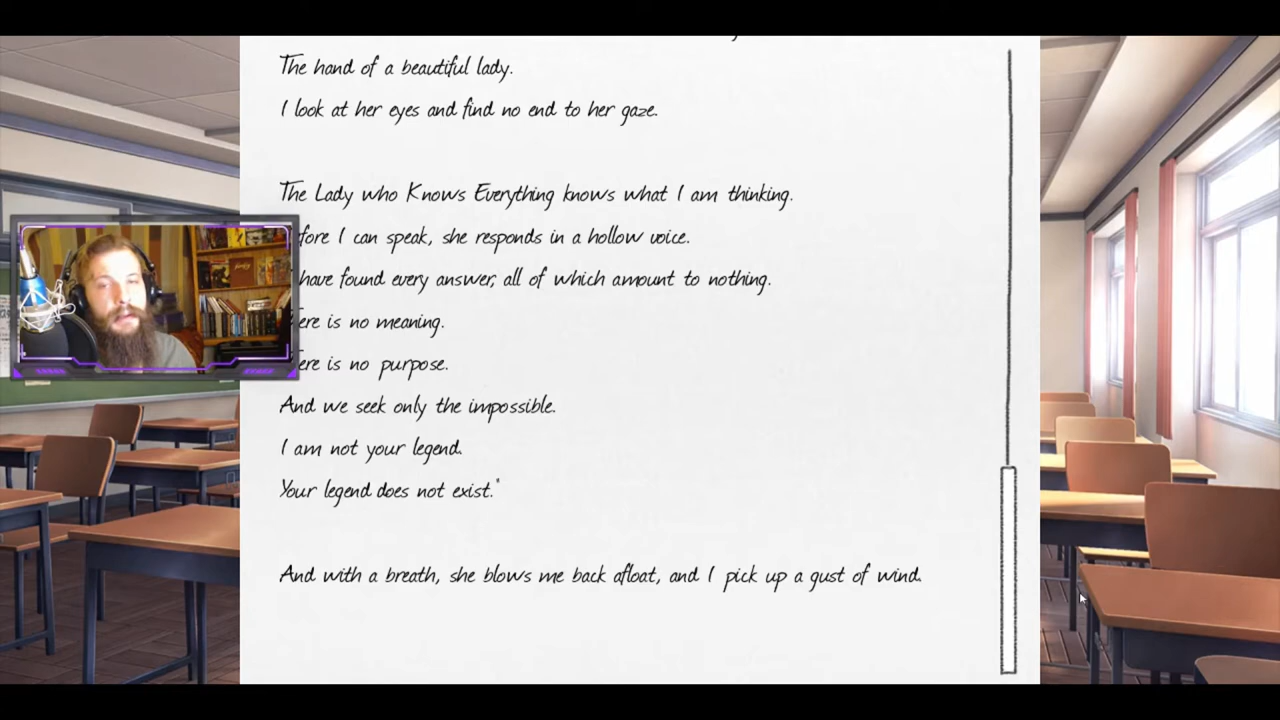 The hand of a beautiful lady.
I look at her eyes and find no end to her gaze.
The Lady who Knows Everything knows what I am thinking.
I can speak, she responds in a hollow voice.
have found every answer, all of which amount to nothing.
is no meaning.
is no purpose.
And we seek only the impossible.
I am not your legend.
Your legend does not exist."
And with a breath, she blows me back afloat, and I pick up a gust of wind.